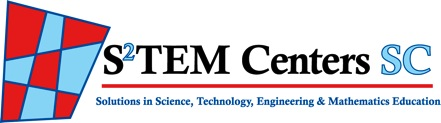 S²TEM Centers SC
Solutions in Science, Technology, Engineering & Mathematics Education